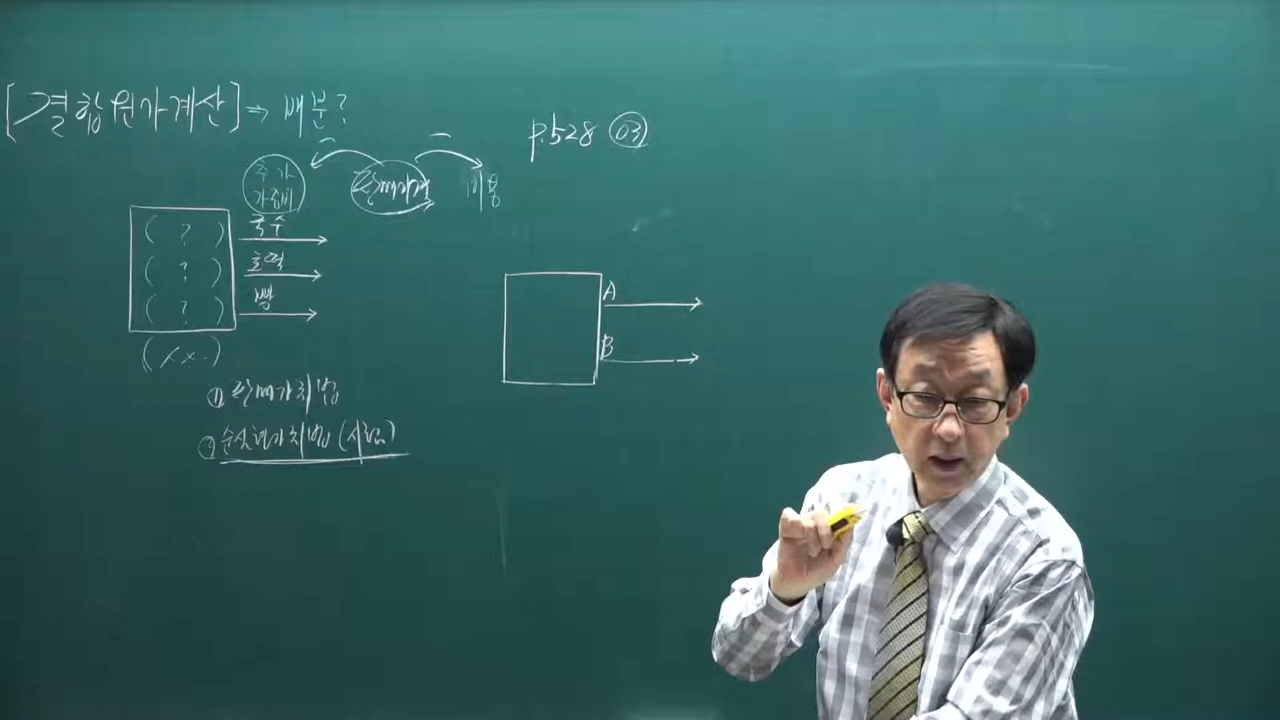 [결합원가계산] ⇒ 배분?
추가
가공비
판매가격
비용
( ? ) 국수
( ? ) 호떡
( ? ) 빵
(xx.)
① 판매가치법
② 순실현가치법 (시험)
p.528 03
A
B